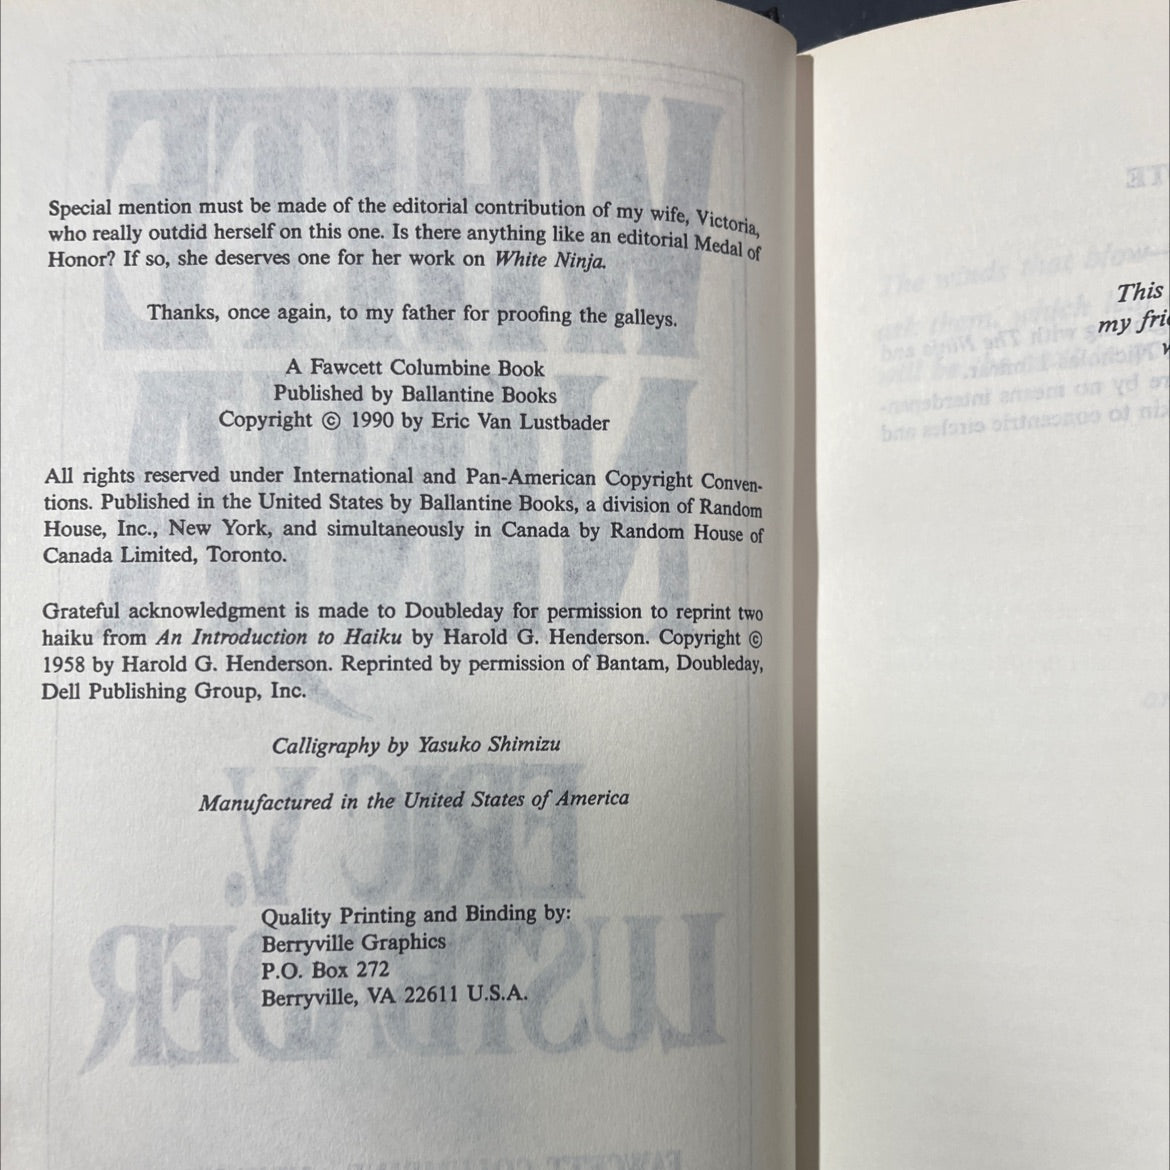 Special mention must be made of the editorial contribution of my wife, Victoria,
who really outdid herself on this one. Is there anything like an editorial Medal of
Honor? If so, she deserves one for her work on White Ninja.
Thanks, once again, to my father for proofing the galleys.
A Fawcett Columbine Book
Published by Ballantine Books
Copyright © 1990 by Eric Van Lustbader
All rights reserved under International and Pan-American Copyright Conven-
tions. Published in the United States by Ballantine Books, a division of Random
House, Inc., New York, and simultaneously in Canada by Random House of
Canada Limited, Toronto.
Grateful acknowledgment is made to Doubleday for permission to reprint two
haiku from An Introduction to Haiku by Harold G. Henderson. Copyright ©
1958 by Harold G. Henderson. Reprinted by permission of Bantam, Doubleday,
Dell Publishing Group, Inc.
Calligraphy by Yasuko Shimizu
Manufactured in the United States of America
Quality Printing and Binding by:
Berryville Graphics
P.O. Box 272
Berryville, VA 22611 U.S.A.
WHITE
NINJA
ERIC V.
LUSTBADER
The winds that blow—
This
my